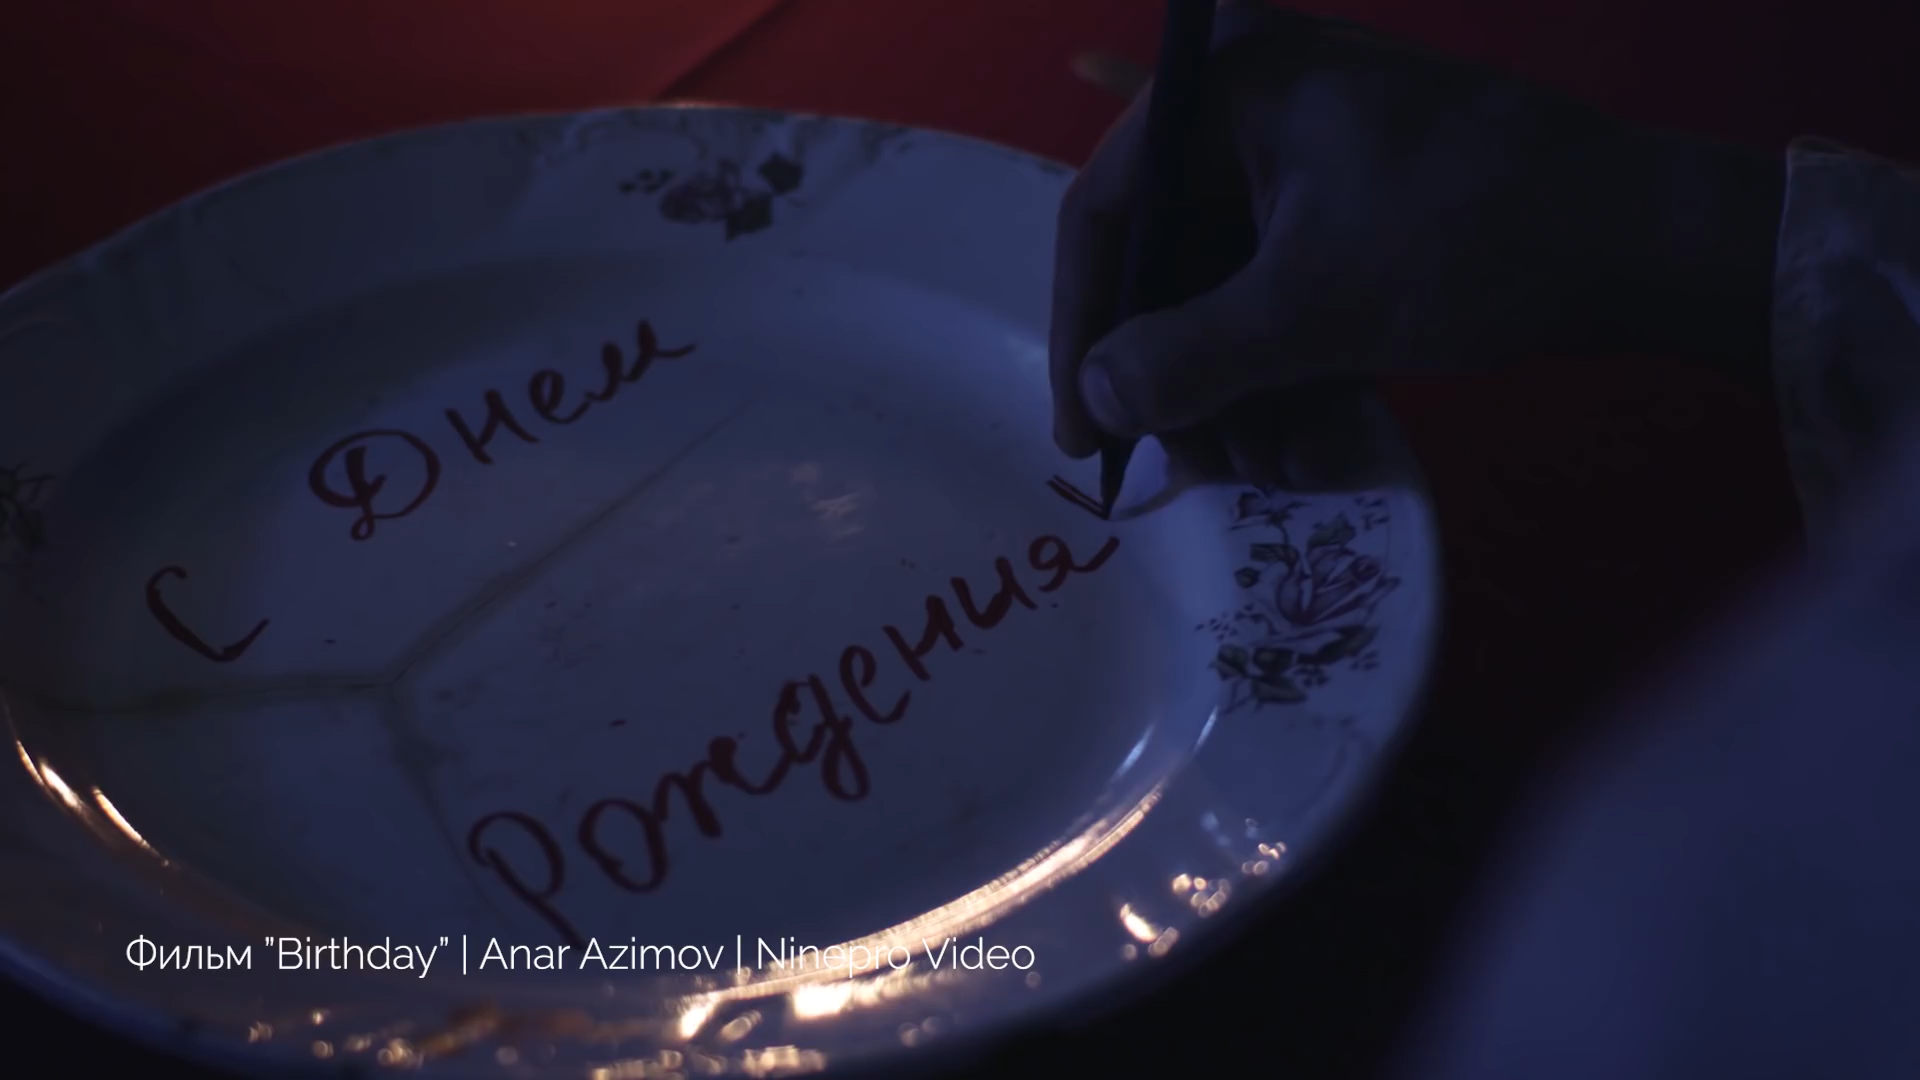 С Днем
Рождения
Фильм "Birthday" | Anar Azimov | Ninepro Video